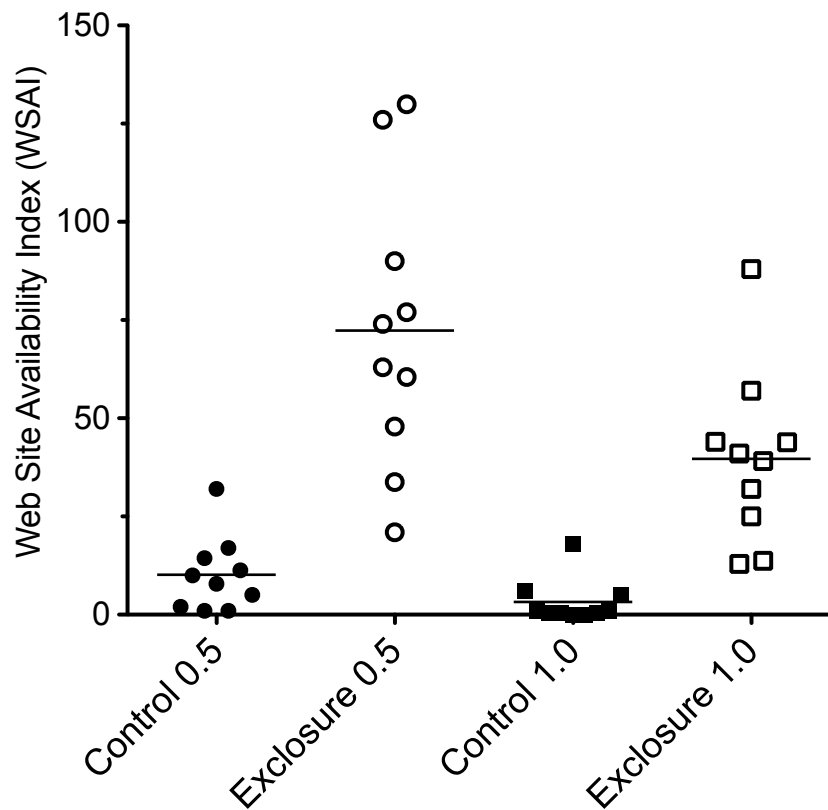 Web Site Availability Index (WSAI)
150
100
50
0
Control 0.5
Exclosure 0.5
Control 1.0
Exclosure 1.0